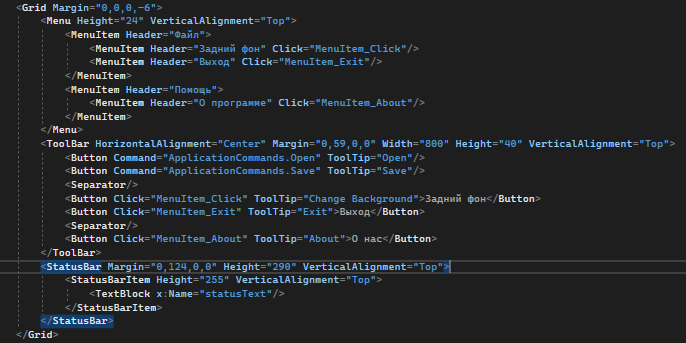 <Grid Margin="0,0,0,-6">
<Menu Height="24" VerticalAlignment="Top">
<MenuItem Header="Файл">
<MenuItem Header="Задний фон" Click="MenuItem_Click"/>
<MenuItem Header="Выход" Click="MenuItem_Exit"/>
</MenuItem>
<MenuItem Header="Помощь">
<MenuItem Header="О программе" Click="MenuItem_About"/>
</MenuItem>
</Menu>
<ToolBar HorizontalAlignment="Center" Margin="0,59,0,0" Width="800" Height="40" VerticalAlignment="Top">
<Button Command="ApplicationCommands.Open" ToolTip="Open"/>
<Button Command="ApplicationCommands.Save" ToolTip="Save"/>
<Separator/>
<Button Click="MenuItem_Click" ToolTip="Change Background">Задний фон</Button>
<Button Click="MenuItem_Exit" ToolTip="Exit">Выход</Button>
<Separator/>
<Button Click="MenuItem_About" ToolTip="About">О нас</Button>
</ToolBar>
<StatusBar Margin="0,124,0,0" Height="290" VerticalAlignment="Top">
<StatusBarItem Height="255" VerticalAlignment="Top">
<TextBlock x:Name="statusText"/>
</StatusBarItem>
</StatusBar>
</Grid>